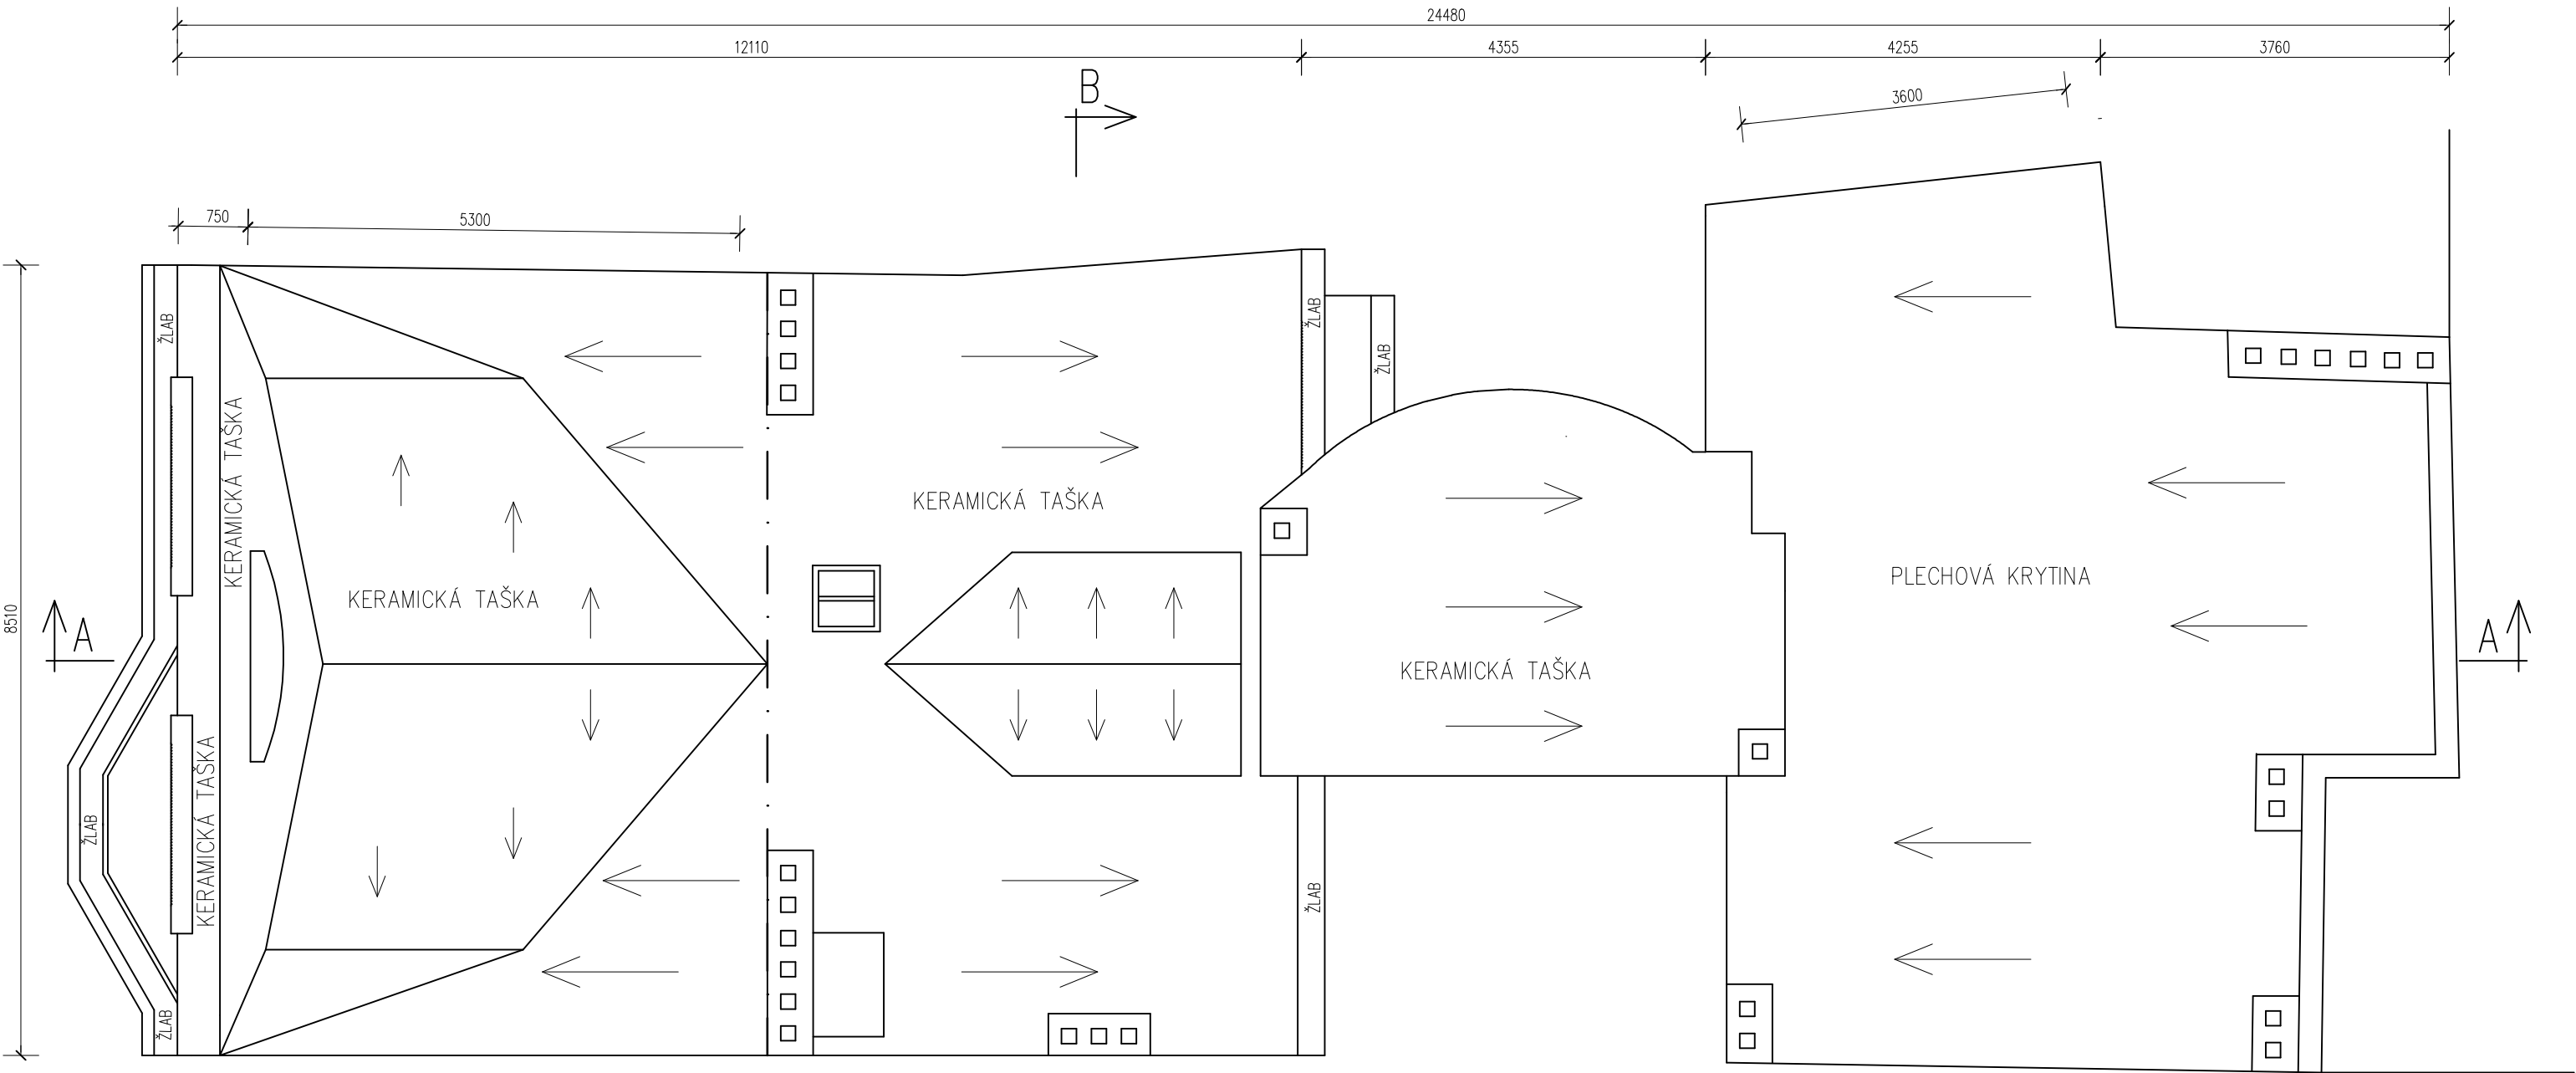 24480
12110
4355
4255
3760
B
3600
750
5300
ŽLAB
ŽLAB
ŽLAB
KERAMICKÁ TAŠKA
KERAMICKÁ TAŠKA
KERAMICKÁ TAŠKA
PLECHOVÁ KRYTINA
8510
A
A
KERAMICKÁ TAŠKA
KERAMICKÁ TAŠKA
ŽLAB
ŽLAB
ŽLAB